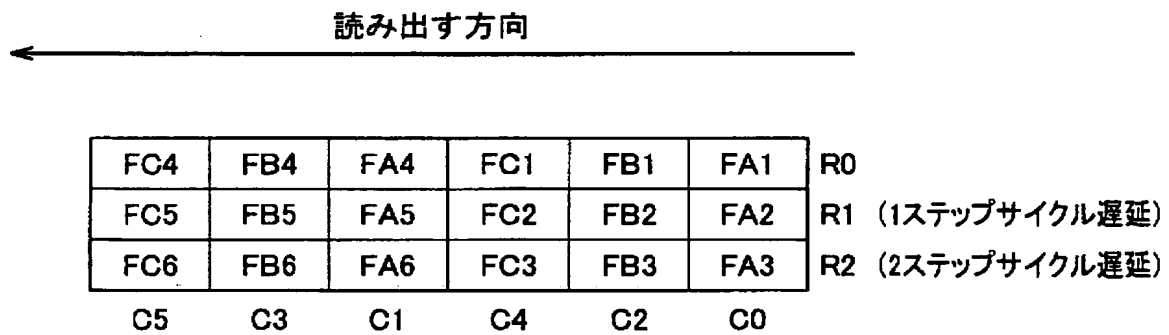 読み出す方向
FC4 FB4 FA4 FC1 FB1 FA1 R0
FC5 FB5 FA5 FC2 FB2 FA2 R1 (1ステップサイクル遅延)
FC6 FB6 FA6 FC3 FB3 FA3 R2 (2ステップサイクル遅延)
C5 C3 C1 C4 C2 C0